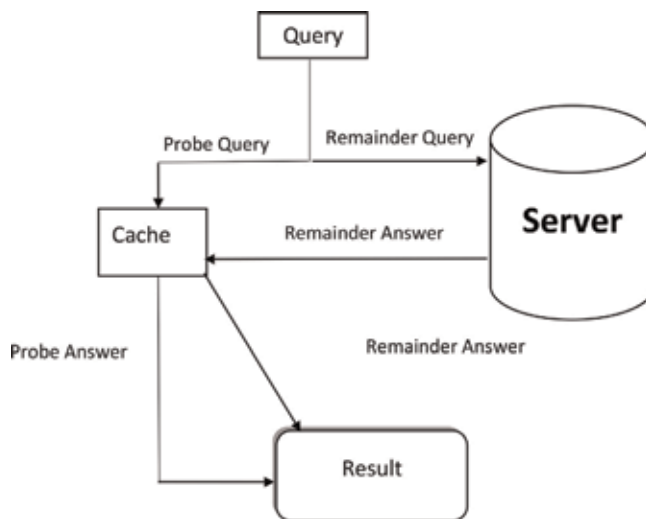 Query
Probe Query
Remainder Query
Cache
Remainder Answer
Server
Probe Answer
Remainder Answer
Result